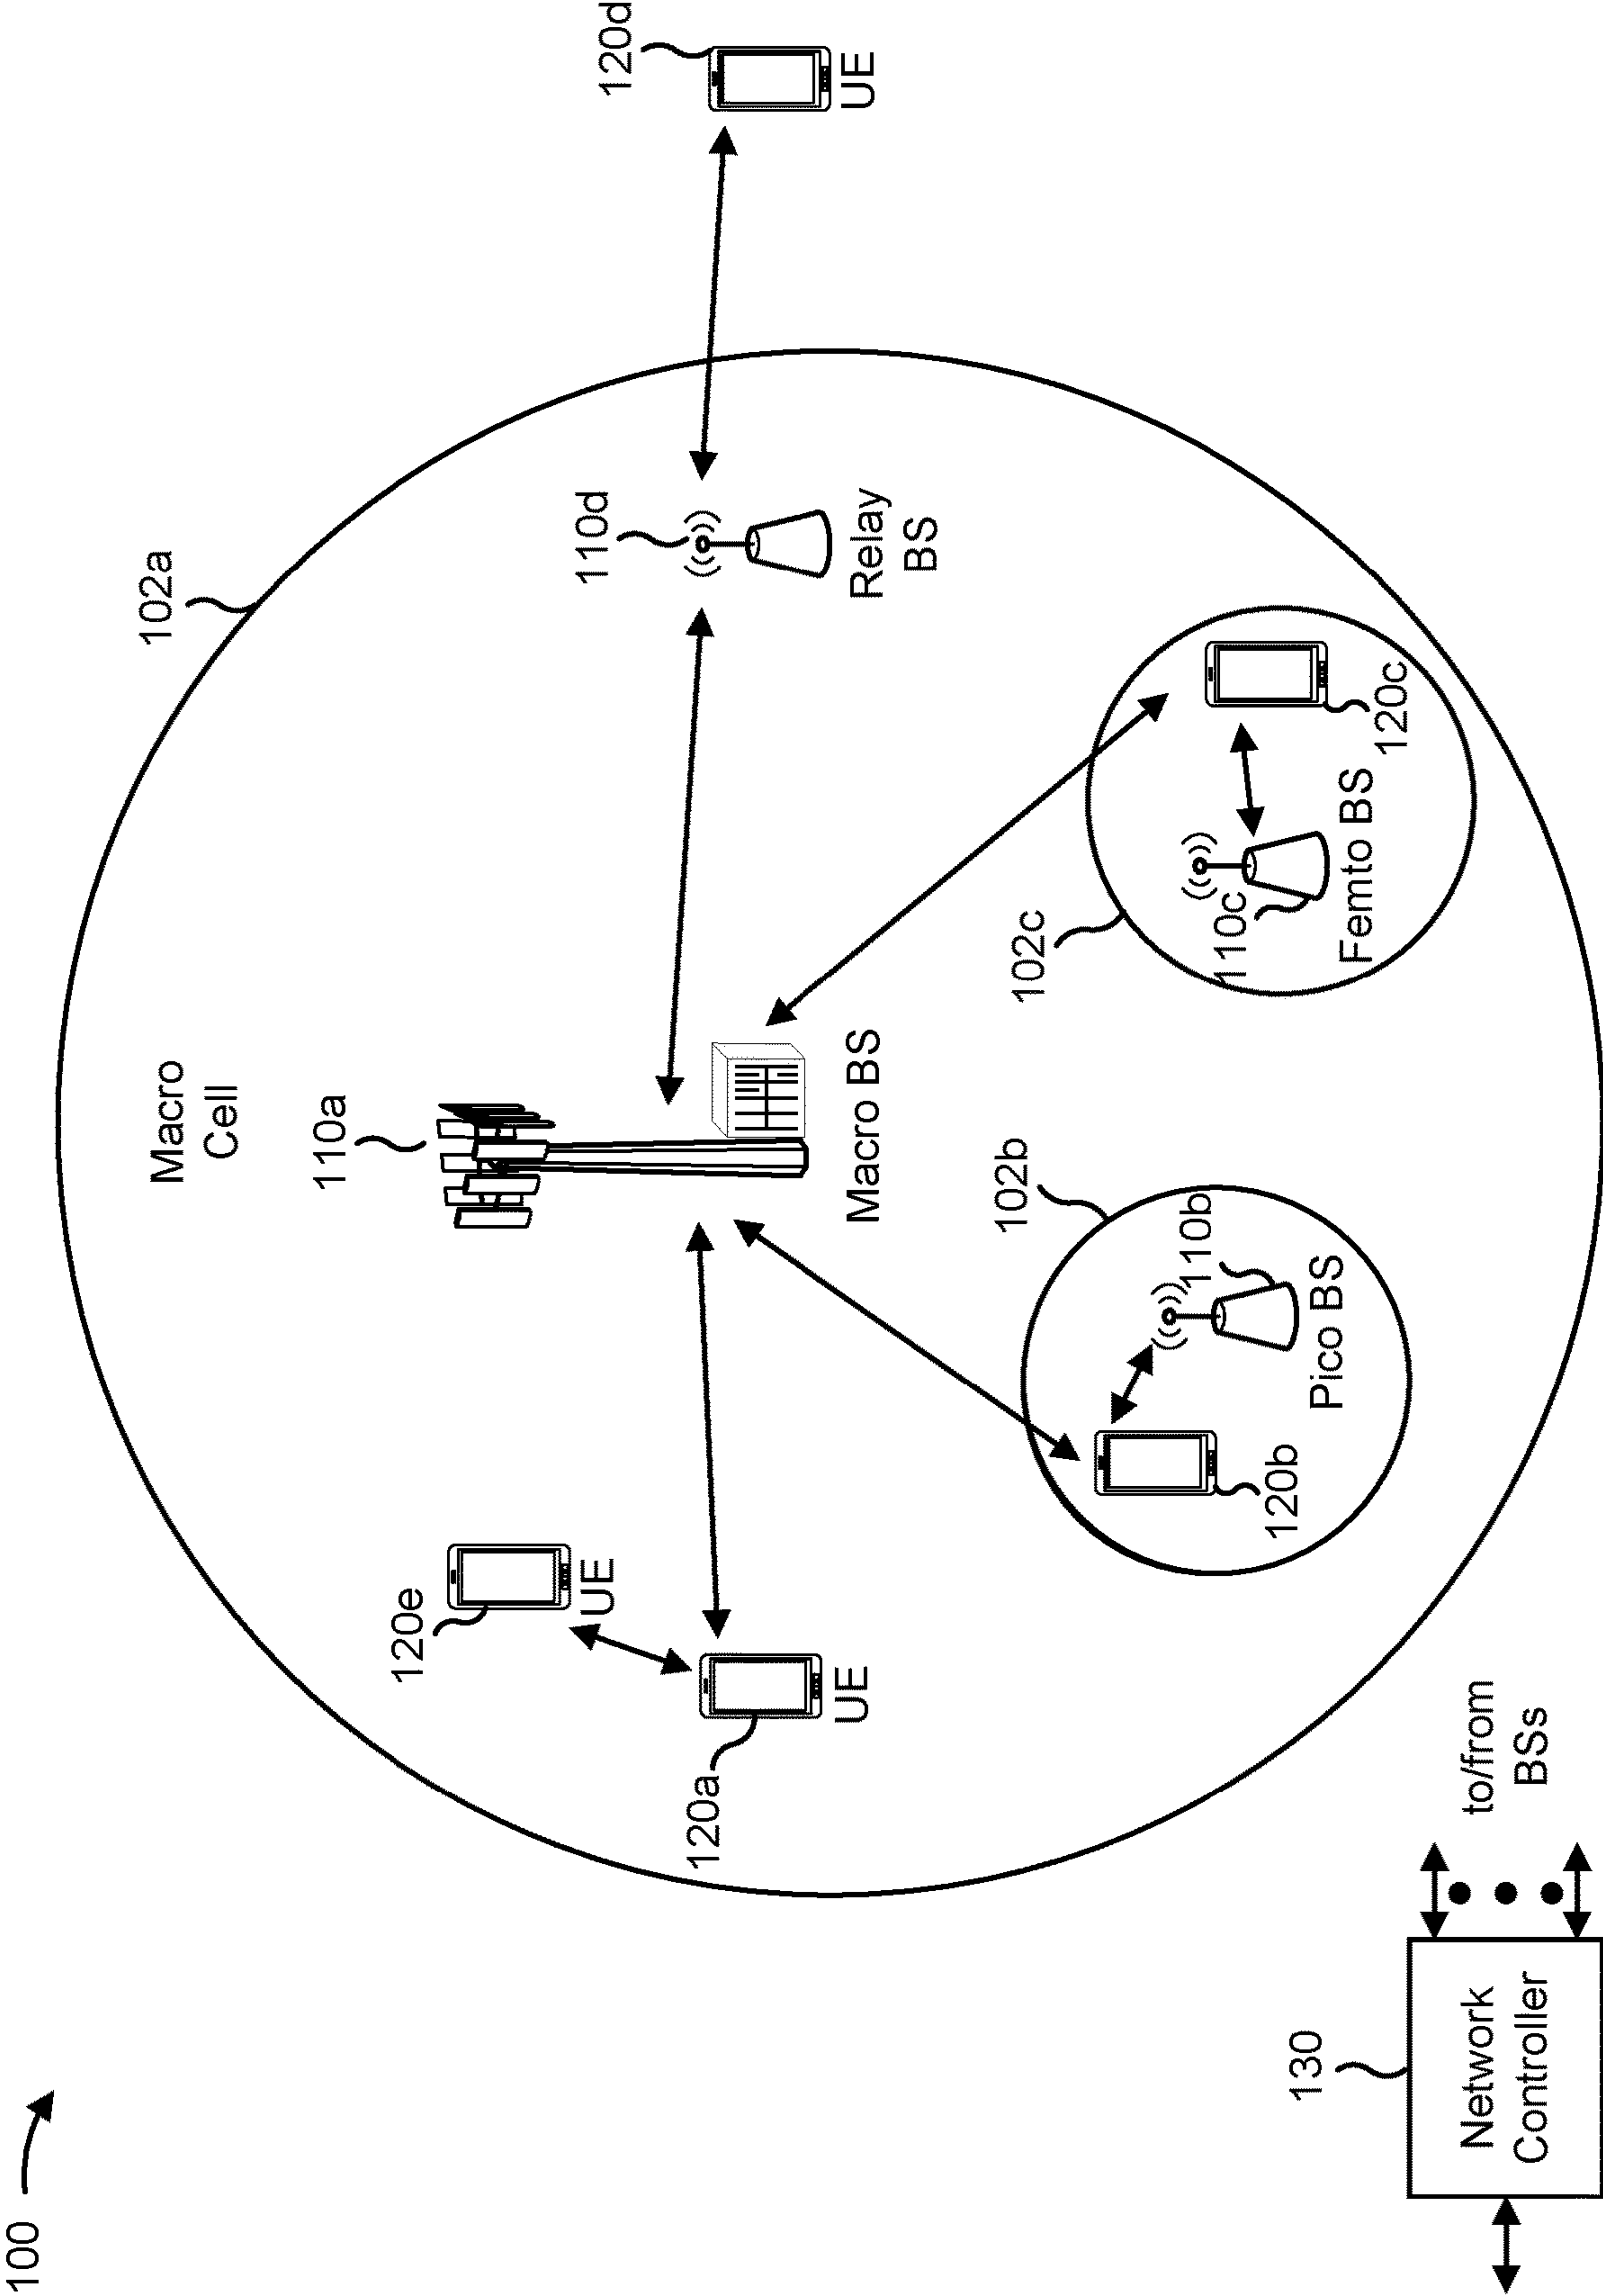 100
102a
Macro
Cell
110a
120e
UE
120a
UE
Macro BS
110d
Relay
BS
120d
UE
102b
110b
Pico BS
120b
102c
110c
Femto BS
120c
130
Network
Controller
to/from
BSs